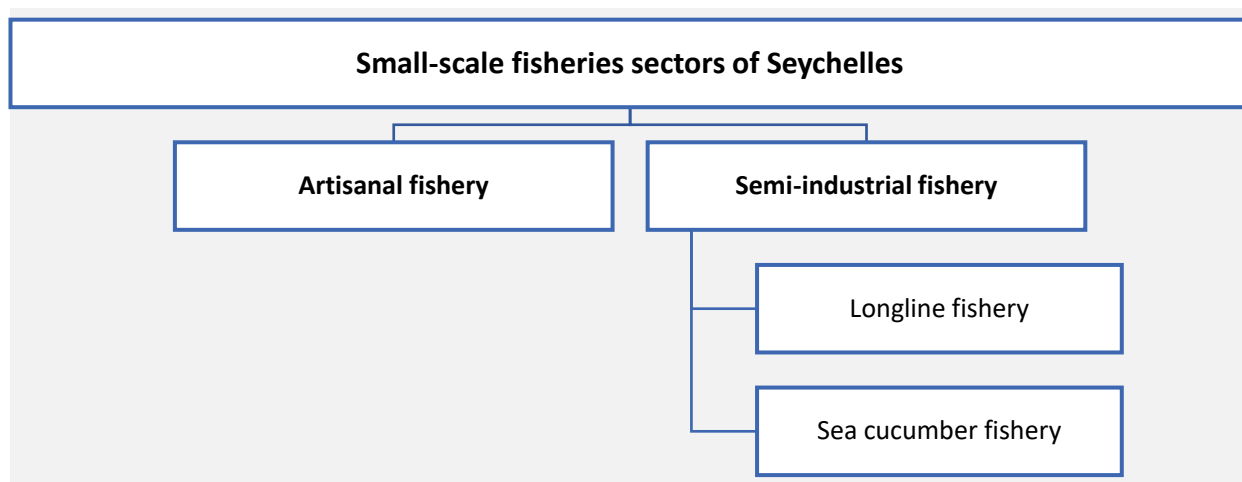 Small-scale fisheries sectors of Seychelles
Artisanal fishery
Semi-industrial fishery
Longline fishery
Sea cucumber fishery